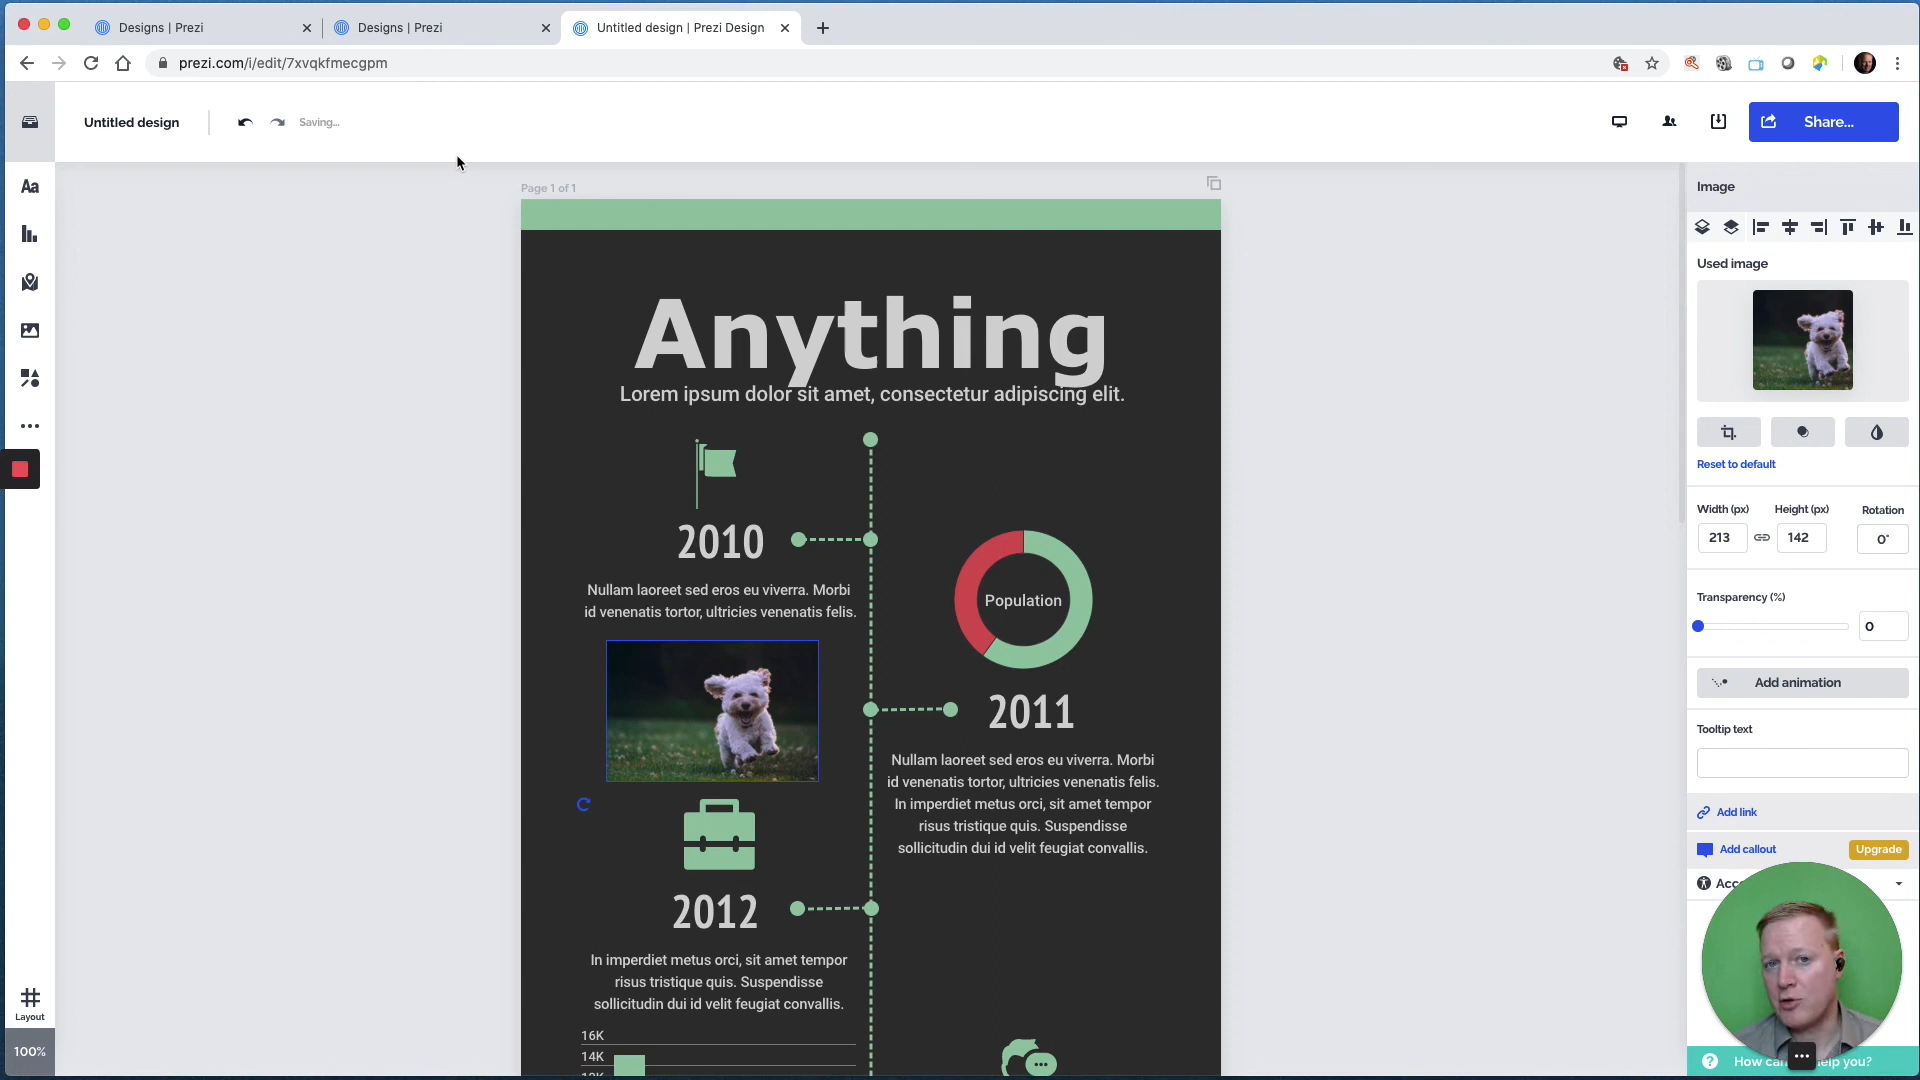 Designs | Prezi
Designs | Prezi
Untitled design | Prezi Design
prezi.com/i/edit/7xvqkfmecgpm
Untitled design
Saving...
Share...
Aa
Page 1 of 1
Anything
Lorem ipsum dolor sit amet, consectetur adipiscing elit.
2010
Nullam laoreet sed eros eu viverra. Morbi
id venenatis tortor, ultricies venenatis felis.
Population
2011
Nullam laoreet sed eros eu viverra. Morbi
id venenatis tortor, ultricies venenatis felis.
In imperdiet metus orci, sit amet tempor
risus tristique quis. Suspendisse
sollicitudin dui id velit feugiat convallis.
2012
In imperdiet metus orci, sit amet tempor
risus tristique quis. Suspendisse
sollicitudin dui id velit feugiat convallis.
16K
14K
Layout
100%
Image
Used image
Reset to default
Width (px)
Height (px)
Rotation
213
142
0°
Transparency (%)
0
Add animation
Tooltip text
Add link
Add callout
Upgrade
How you?